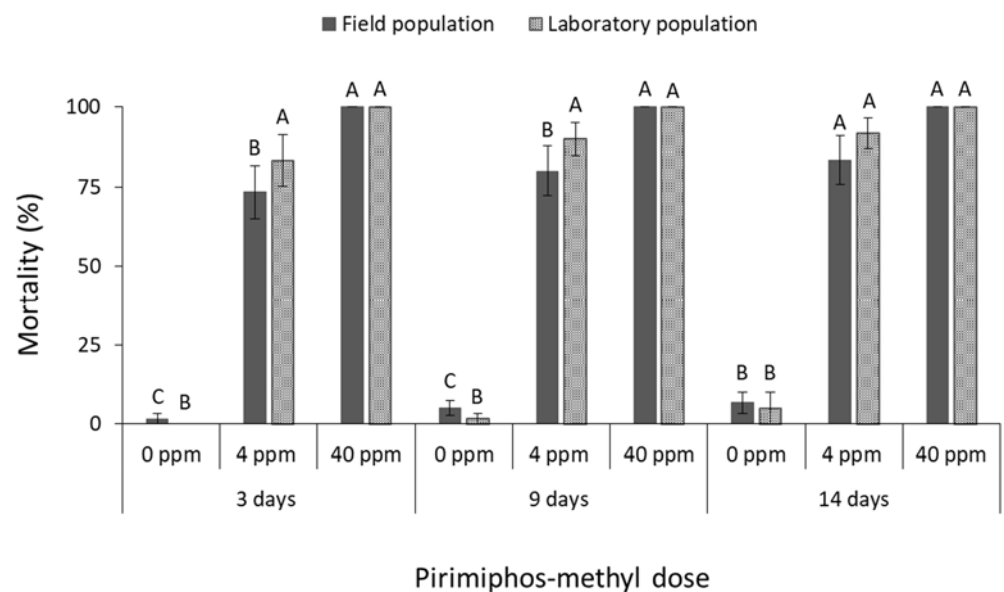 Field population Laboratory population
A A A A A A
A A A
B B A
C B C B B B
100
75
50
25
0
Mortality (%)
0 ppm 4 ppm 40 ppm 0 ppm 4 ppm 40 ppm 0 ppm 4 ppm 40 ppm
3 days 9 days 14 days
Pirimiphos-methyl dose